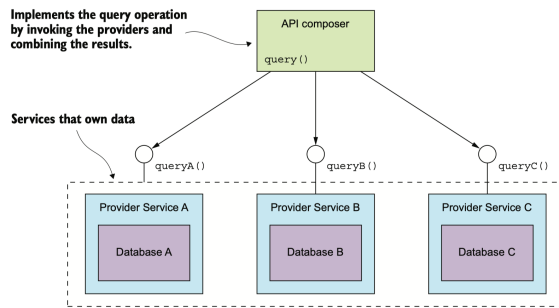 Implements the query operation
by invoking the providers and
combining the results.
API composer
query()
Services that own data
queryA()
queryB()
queryC()
Provider Service A
Provider Service B
Provider Service C
Database A
Database B
Database C